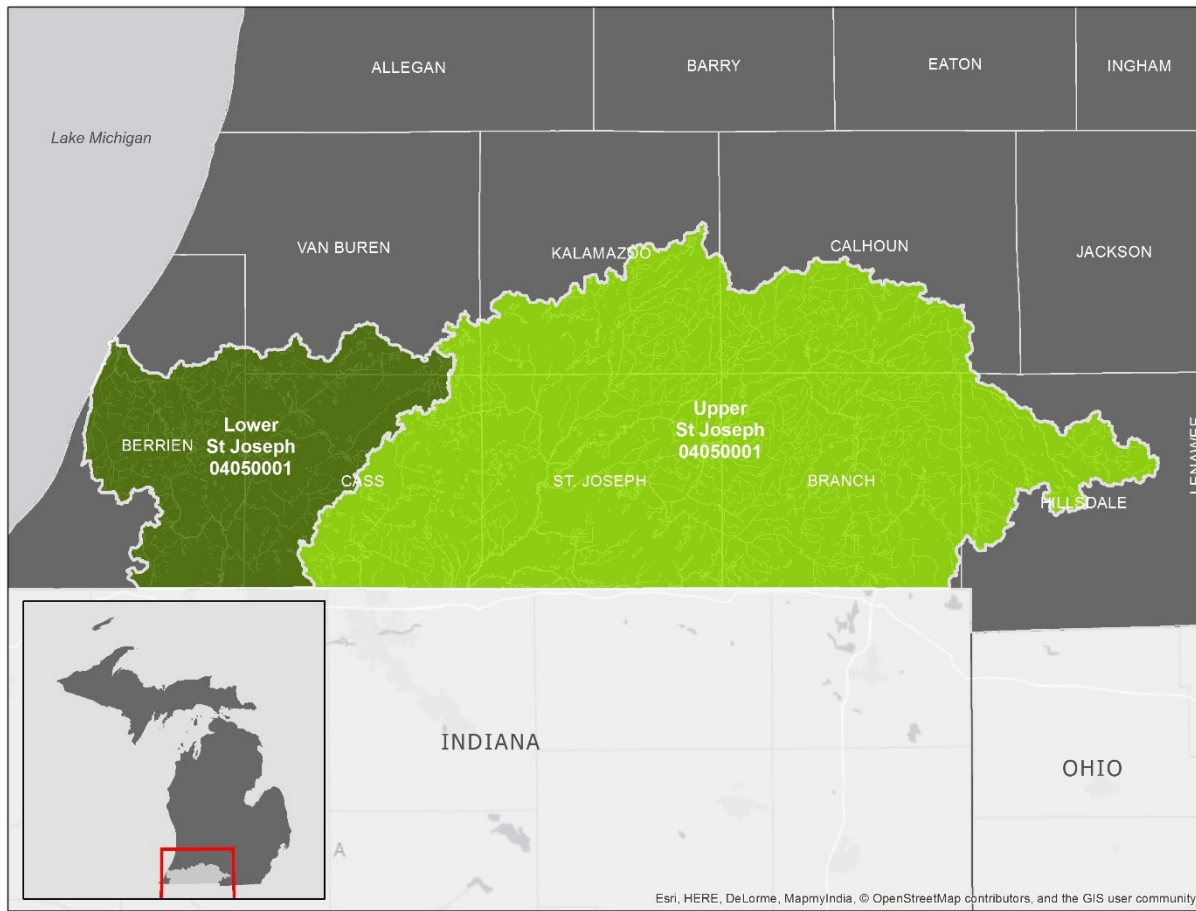 ALLEGAN
BARRY
EATON
INGHAM
Lake Michigan
VAN BUREN
KALAMAZOO
CALHOUN
JACKSON
Lower
St Joseph
04050001
BERRIEN
Upper
St Joseph
04050001
CASS
ST. JOSEPH
BRANCH
HILLSDALE
LENAWEE
INDIANA
OHIO
A
Esri, HERE, DeLorme, MapmyIndia, © OpenStreetMap contributors, and the GIS user community